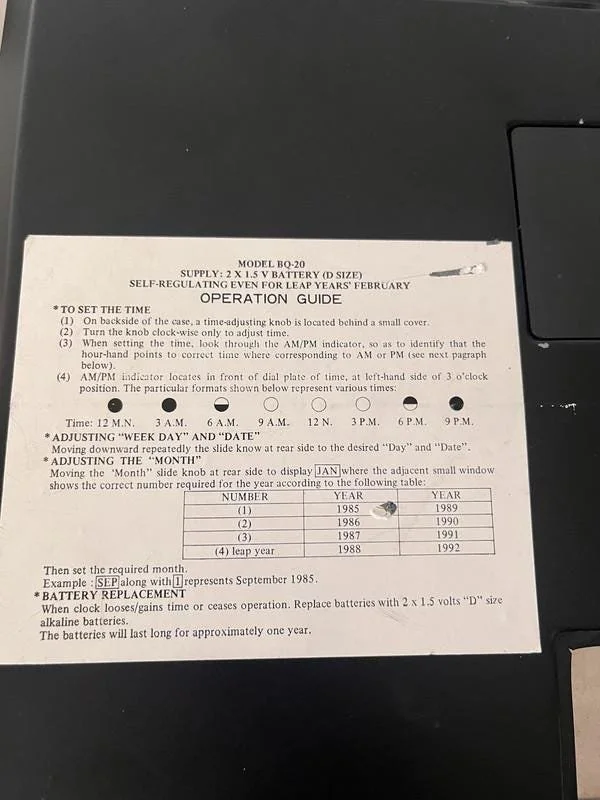 MODEL BQ-20
SUPPLY: 2 X 1.5 V BATTERY (D SIZE)
SELF-REGULATING EVEN FOR LEAP YEARS' FEBRUARY
OPERATION GUIDE
* TO SET THE TIME
(1) On backside of the case, a time-adjusting knob is located behind a small cover.
(2) Turn the knob clock-wise only to adjust time.
(3) When setting the time, look through the AM/PM indicator, so as to identify that the
hour-hand points to correct time where corresponding to AM or PM (see next pagraph
below).
(4) AM/PM indicator locates in front of dial plate of time, at left-hand side of 3 o'clock
position. The particular formats shown below represent various times:
Time: 12 M.N. 3 A.M. 6 A.M. 9 A.M. 12 N. 3 P.M. 6 P.M. 9 P.M.
* ADJUSTING "WEEK DAY" AND "DATE"
Moving downward repeatedly the slide know at rear side to the desired "Day" and "Date".
* ADJUSTING THE "MONTH"
Moving the 'Month" slide knob at rear side to display JAN where the adjacent small window
shows the correct number required for the year according to the following table:
NUMBER YEAR YEAR
(1) 1985 1989
(2) 1986 1990
(3) 1987 1991
(4) leap year 1988 1992
Then set the required month.
Example : SEP along with 1 represents September 1985.
* BATTERY REPLACEMENT
When clock looses/gains time or ceases operation. Replace batteries with 2 x 1.5 volts "D" size
alkaline batteries.
The batteries will last long for approximately one year.